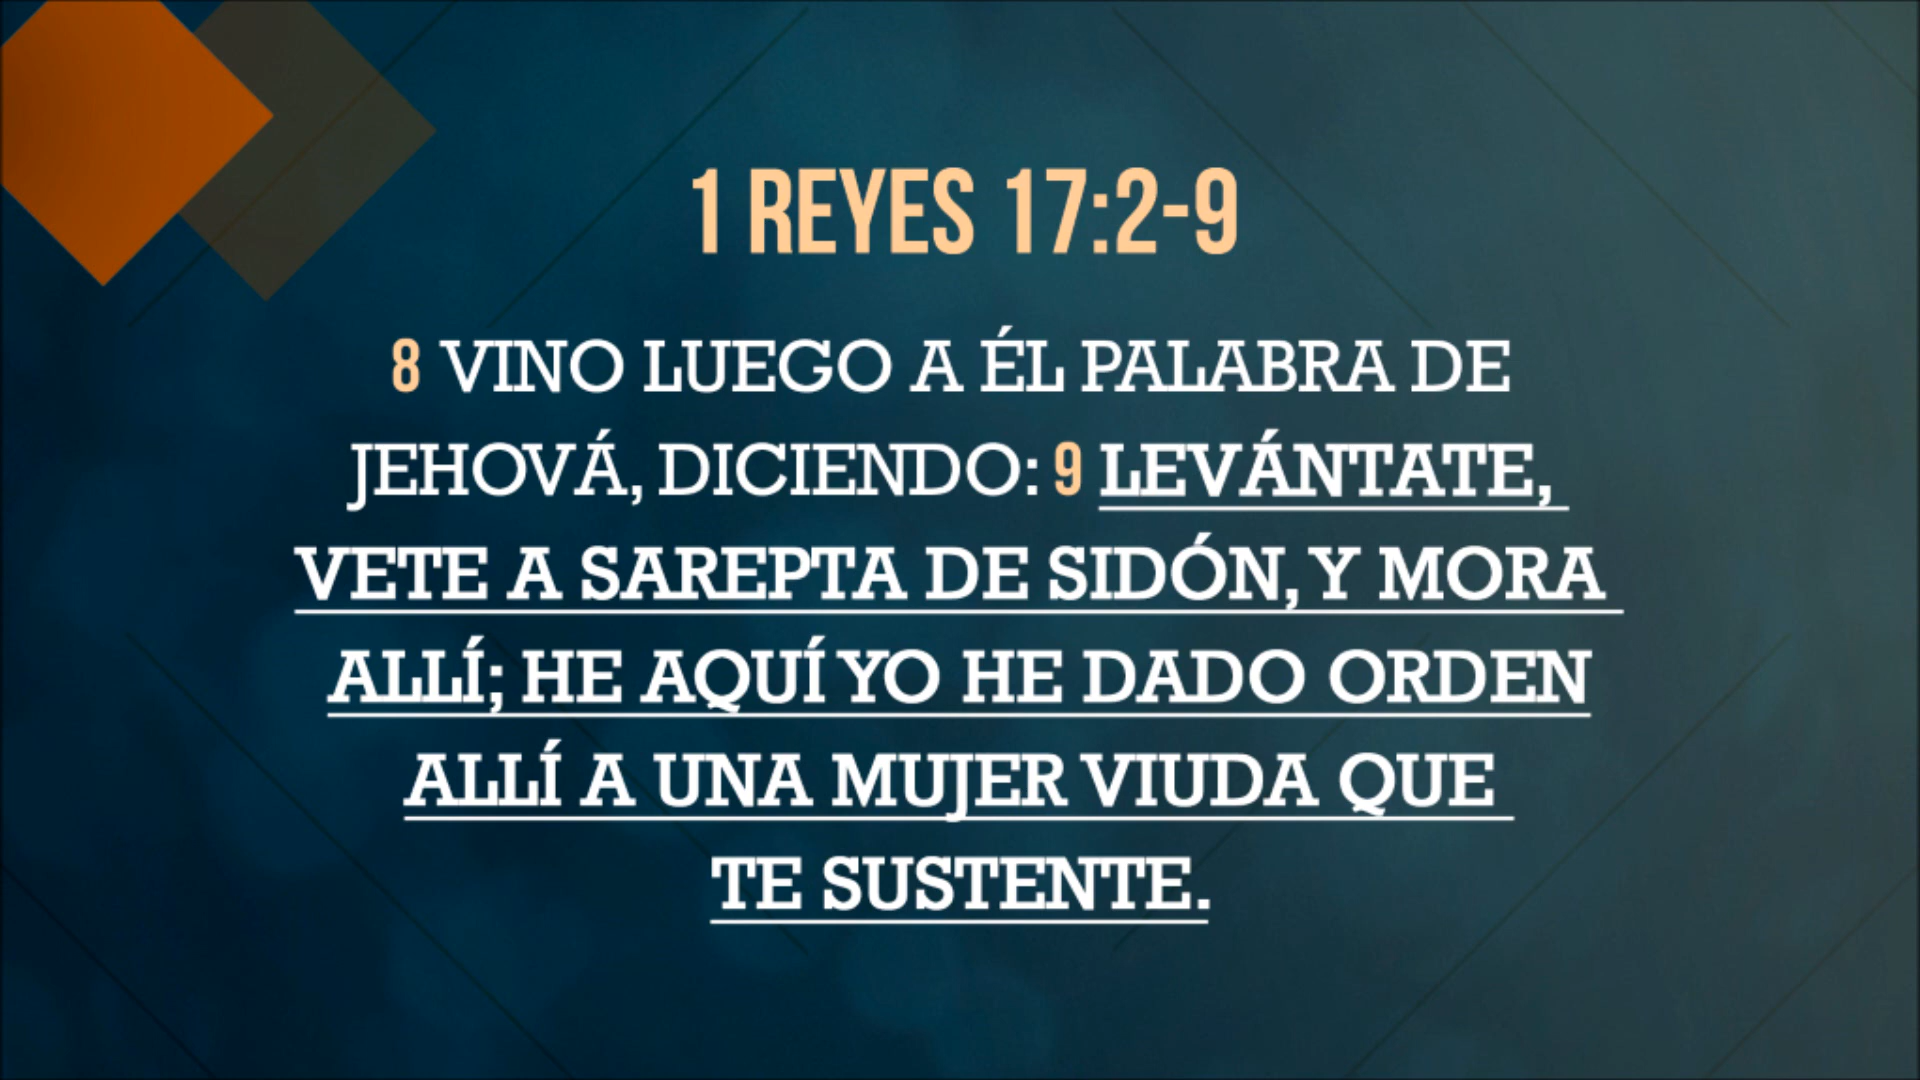 1 REYES 17:2-9
8 VINO LUEGO A ÉL PALABRA DE
JEHOVÁ, DICIENDO: 9 LEVÁNTATE,
VETE A SAREPTA DE SIDÓN, Y MORA
ALLÍ; HE AQUÍ YO HE DADO ORDEN
ALLÍ A UNA MUJER VIUDA QUE
TE SUSTENTE.